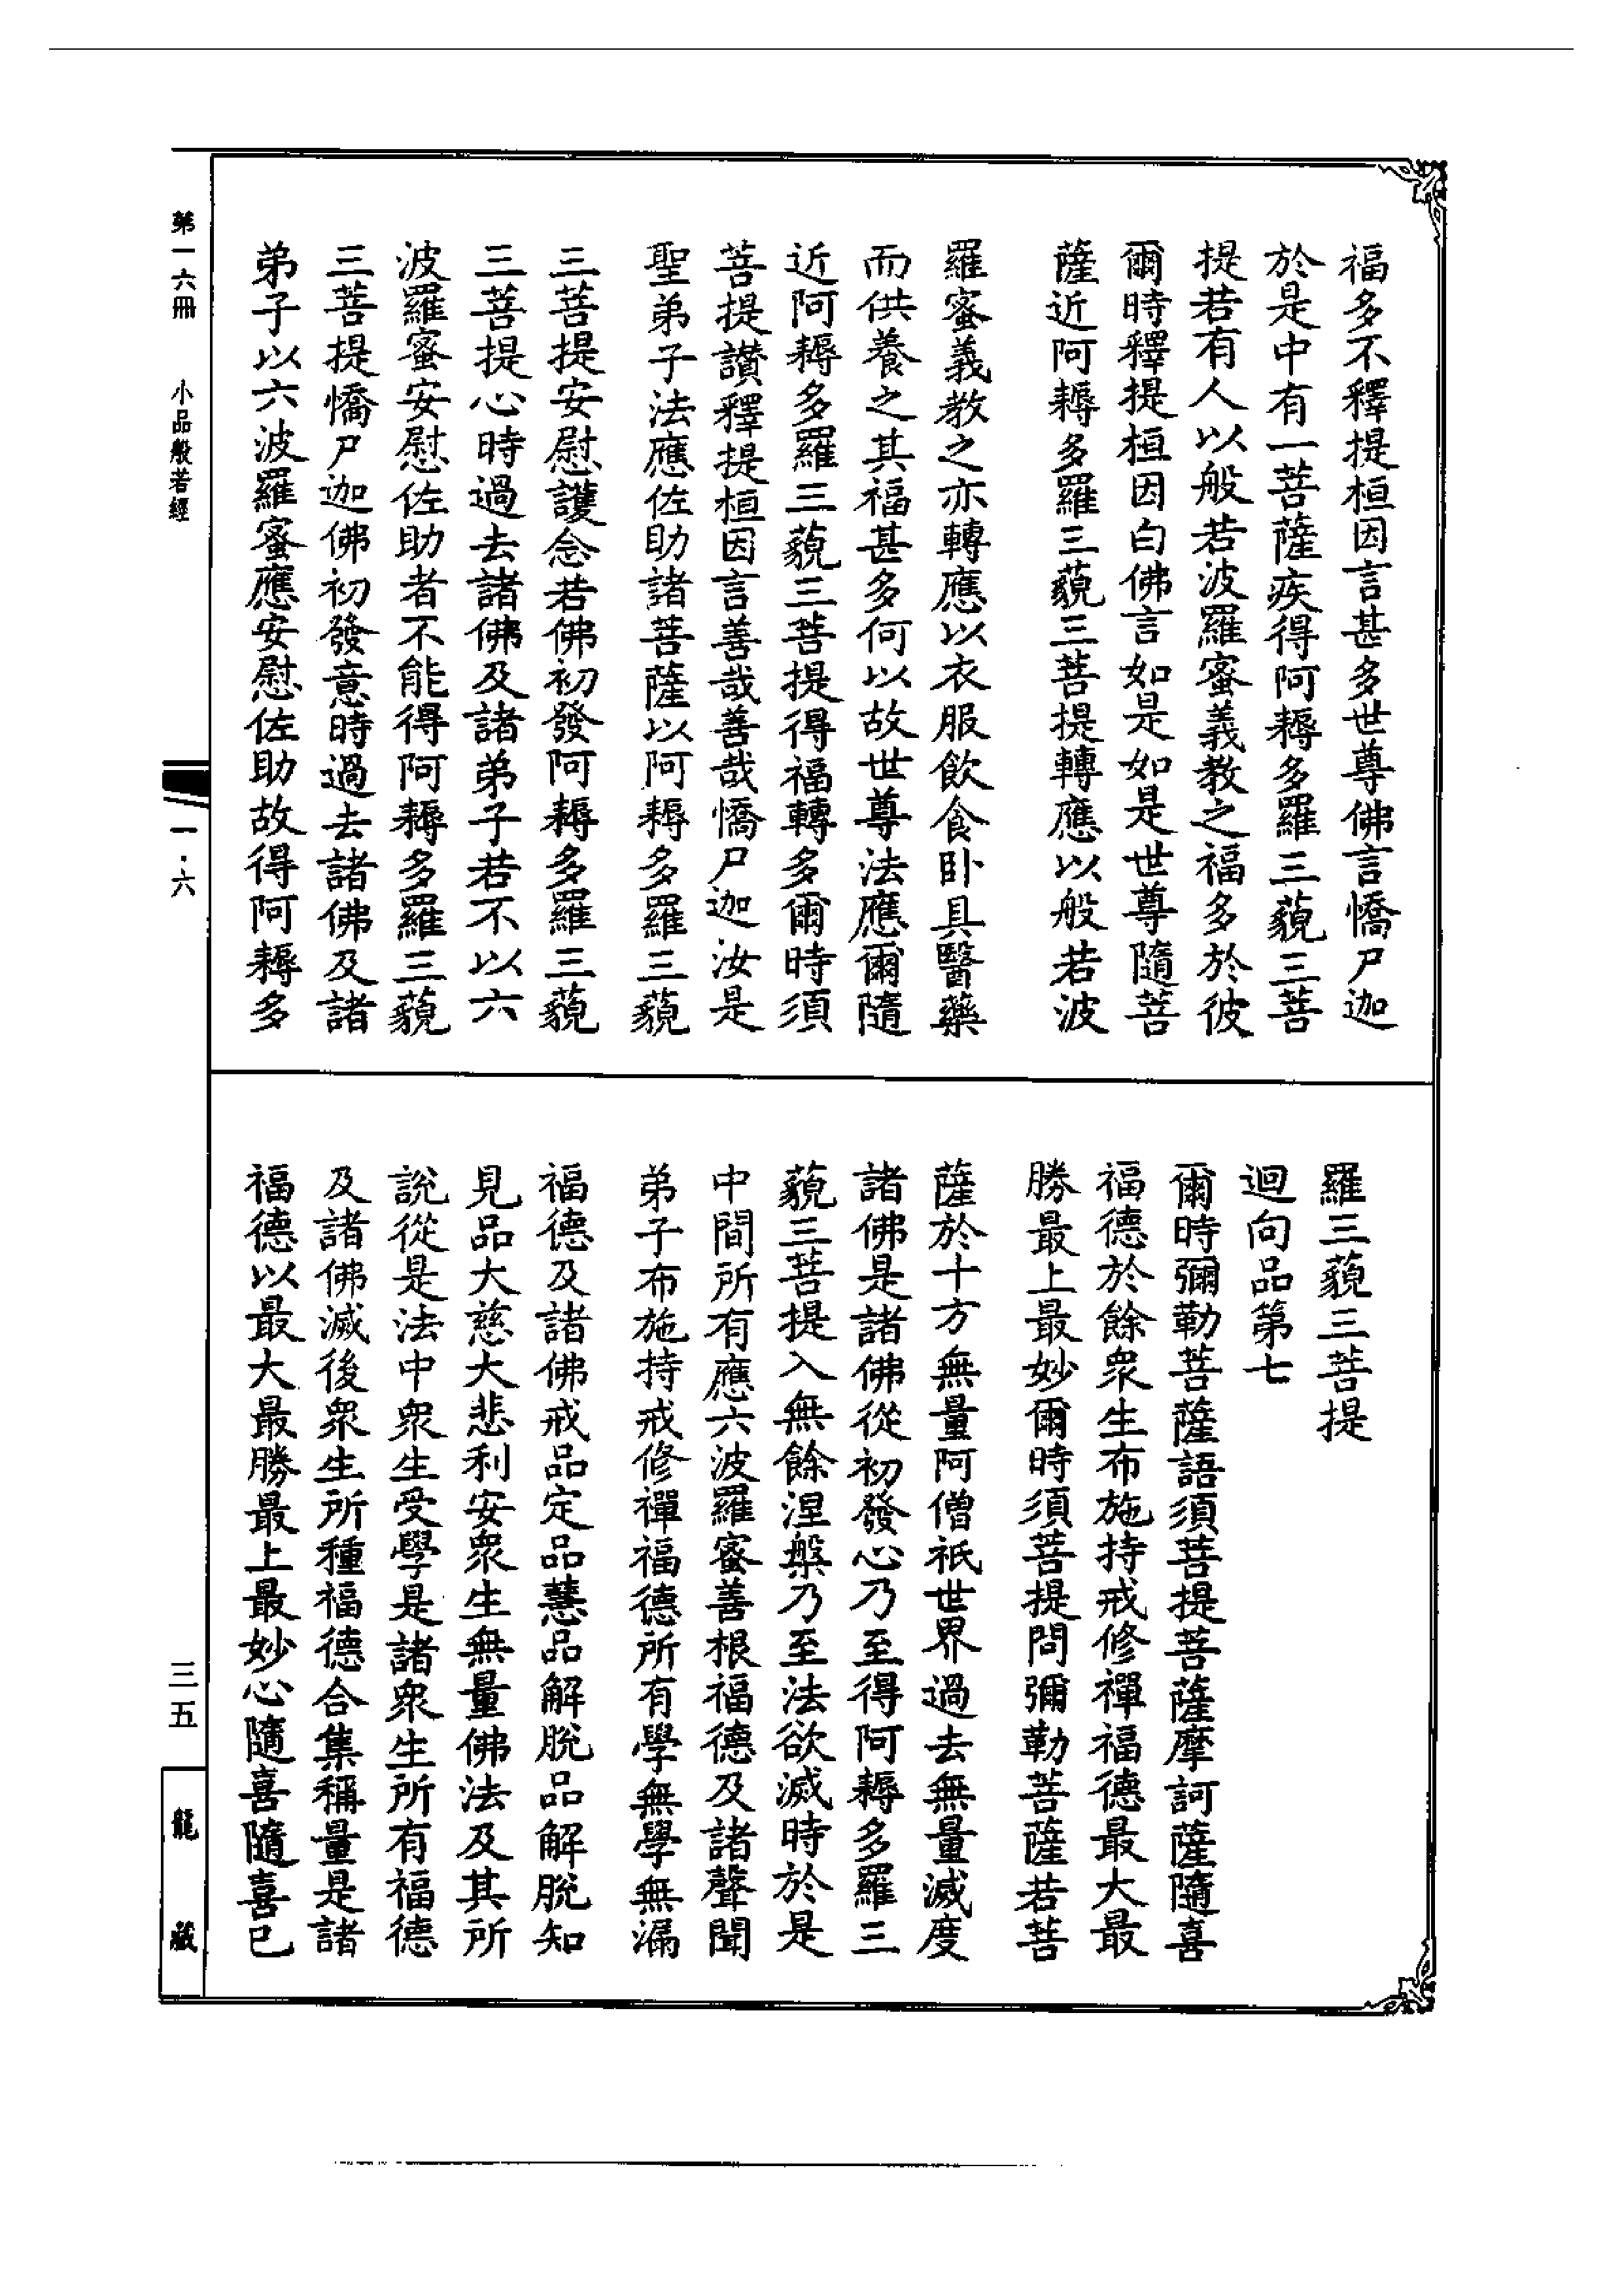 福多不釋提桓因言甚多世尊佛言憍尸迦
於是中有一菩薩疾得阿耨多羅三藐三菩
提若有人以般若波羅蜜義教之福多於彼
爾時釋提桓因白佛言如是如是世尊隨菩
薩近阿耨多羅三藐三菩提轉應以般若波
羅蜜義教之亦轉應以衣服飲食卧具醫藥
而供養之其福甚多何以故世尊法應爾隨
近阿耨多羅三藐三菩提得福轉多爾時須
菩提讃釋提桓因言善哉善哉憍尸迦汝是
聖弟子法應佐助諸菩薩以阿耨多羅三藐
三菩提安慰護念若佛初發阿耨多羅三藐
三菩提心時過去諸佛及諸弟子若不以六
波羅蜜安慰佐助者不能得阿耨多羅三藐
三菩提憍尸迦佛初發意時過去諸佛及諸
弟子以六波羅蜜應安慰佐助故得阿耨多
羅三藐三菩提
迴向品第七
爾時彌勒菩薩語須菩提菩薩摩訶薩隨喜
福德於餘衆生布施持戒修禪福德最大最
勝最上最妙爾時須菩提問彌勒菩薩若菩
薩於十方無量阿僧祇世界過去無量滅度
諸佛是諸佛從初發心乃至得阿耨多羅三
藐三菩提入無餘涅槃乃至法欲滅時於是
中間所有應六波羅蜜善根福德及諸聲聞
弟子布施持戒修禪福德所有學無學無漏
福德及諸佛戒品定品慧品解脫品解脫知
見品大慈大悲利安衆生無量佛法及其所
說從是法中衆生受學是諸衆生所有福德
及諸佛滅後衆生所種福德合集稱量是諸
福德以最大最勝最上最妙心隨喜隨喜已
第一六冊 小品般若經
一·六
三五
龍藏